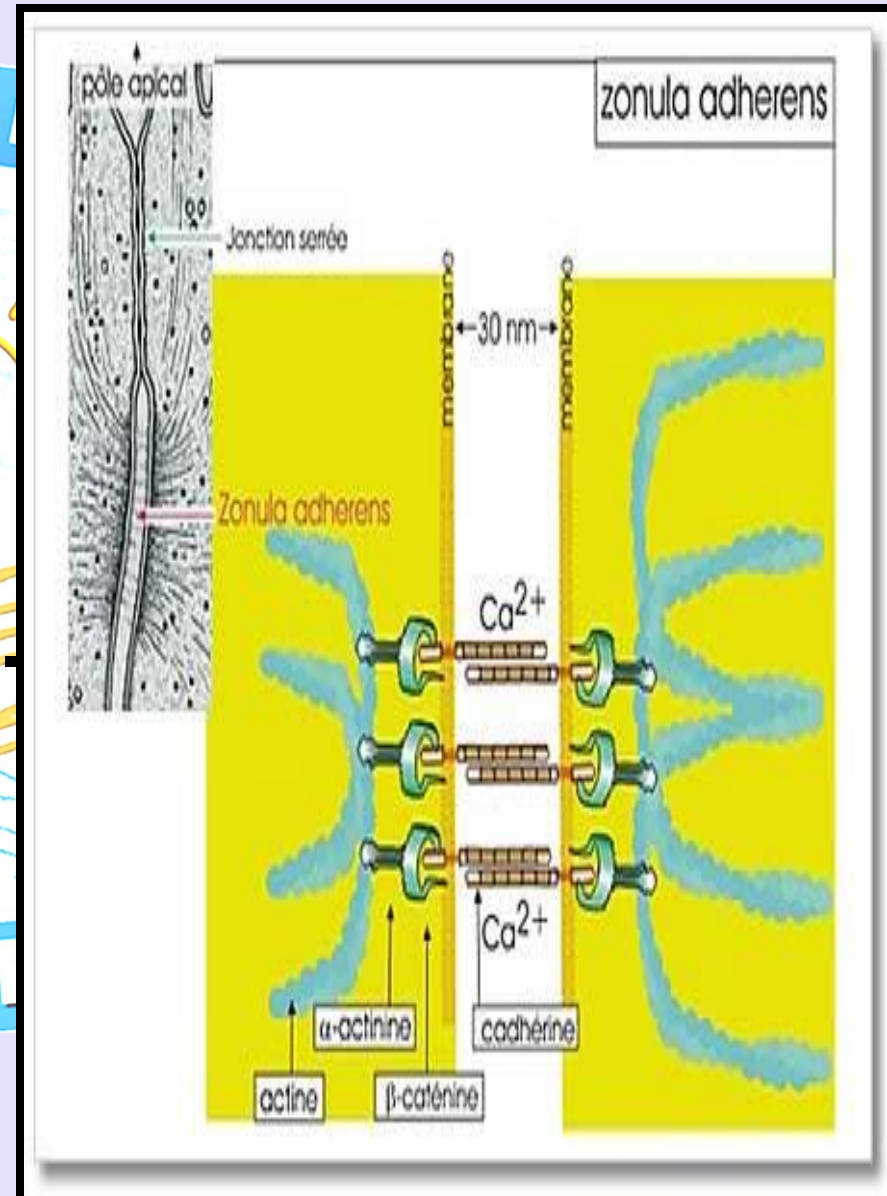 pôle apical
zonula adherens
Jonction serrée
membrane
30 nm
membrane
Zonula adherens
Ca2+
Ca2+
α-actinine
cadhérine
actine
β-caténine